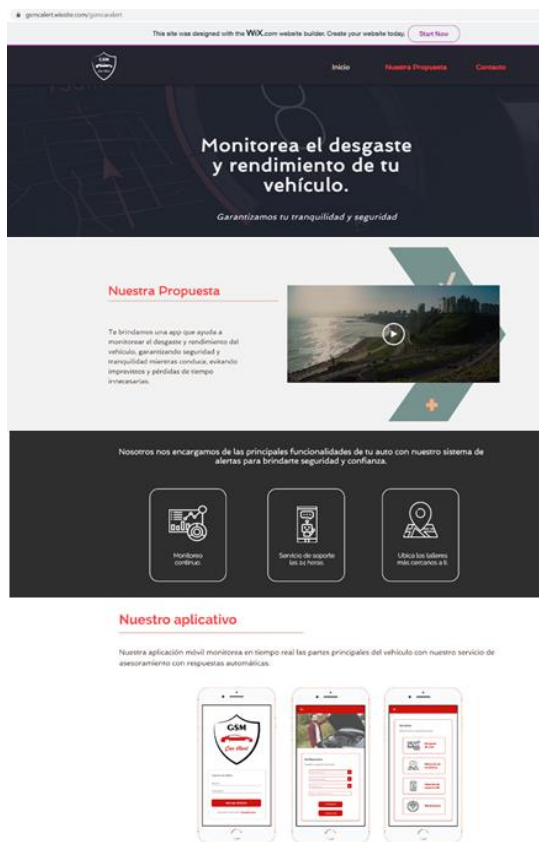 gsmcalert.wixsite.com/gsmcaralert
This site was designed with the WiX.com website builder. Create your website today. Start Now
GSM
Car Alert
Inicio Nuestra Propuesta Contacto
Monitorea el desgaste
y rendimiento de tu
vehículo.
Garantizamos tu tranquilidad y seguridad
Nuestra Propuesta
Te brindamos una app que ayuda a
monitorear el desgaste y rendimiento del
vehículo, garantizando seguridad y
tranquilidad mientras conduce, evitando
imprevistos y pérdidas de tiempo
innecesarias.
Nosotros nos encargamos de las principales funcionalidades de tu auto con nuestro sistema de
alertas para brindarte seguridad y confianza.
Monitoreo
continuo.
Servicio de soporte
las 24 horas.
Ubica los talleres
más cercanos a ti.
Nuestro aplicativo
Nuestra aplicación móvil monitorea en tiempo real las partes principales del vehículo con nuestro servicio de
asesoramiento con respuestas automáticas.
GSM
Car Alert